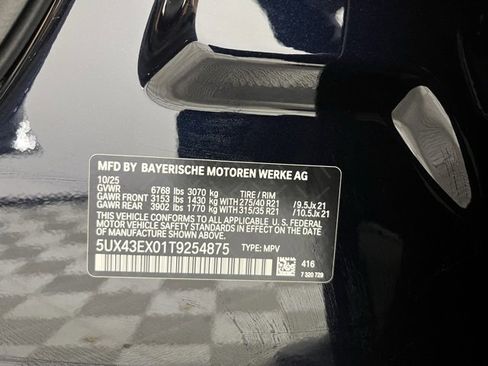 MFD BY BAYERISCHE MOTOREN WERKE AG
10/25
GVWR 6768 lbs 3070 kg TIRE / RIM
GAWR FRONT 3153 lbs 1430 kg WITH 275/40 R21 / 9.5Jx21
GAWR REAR 3902 lbs 1770 kg WITH 315/35 R21 / 10.5Jx21
THIS VEHICLE CONFORMS TO ALL APPLICABLE U.S. FEDERAL
MOTOR VEHICLE SAFETY STANDARDS IN EFFECT ON THE
DATE OF MANUFACTURE SHOWN ABOVE.
5UX43EX01T9254875 TYPE: MPV
416
7 320 729